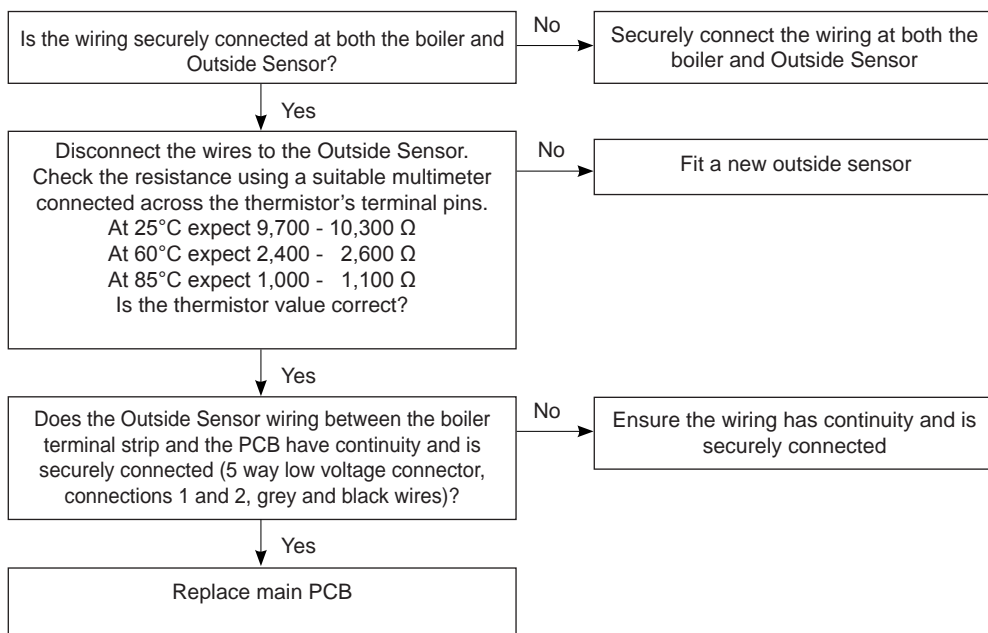 Is the wiring securely connected at both the boiler and
Outside Sensor?
No
Securely connect the wiring at both the
boiler and Outside Sensor
Yes
Disconnect the wires to the Outside Sensor.
Check the resistance using a suitable multimeter
connected across the thermistor's terminal pins.
At 25°C expect 9,700 - 10,300 Ω
At 60°C expect 2,400 - 2,600 Ω
At 85°C expect 1,000 - 1,100 Ω
Is the thermistor value correct?
No
Fit a new outside sensor
Yes
Does the Outside Sensor wiring between the boiler
terminal strip and the PCB have continuity and is
securely connected (5 way low voltage connector,
connections 1 and 2, grey and black wires)?
No
Ensure the wiring has continuity and is
securely connected
Yes
Replace main PCB